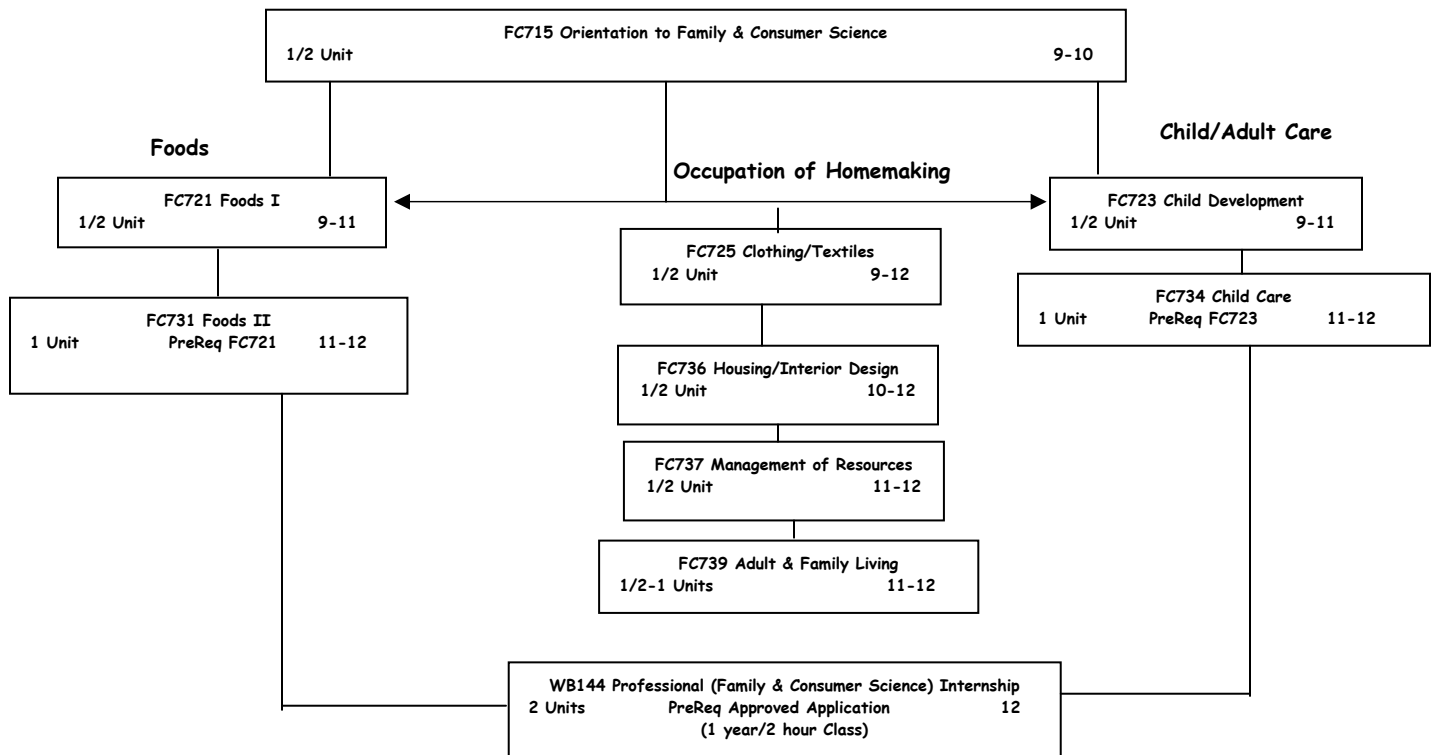 FC715 Orientation to Family & Consumer Science
1/2 Unit 9-10
Foods
Occupation of Homemaking
Child/Adult Care
FC721 Foods I
1/2 Unit 9-11
FC731 Foods II
1 Unit PreReq FC721 11-12
FC725 Clothing/Textiles
1/2 Unit 9-12
FC736 Housing/Interior Design
1/2 Unit 10-12
FC737 Management of Resources
1/2 Unit 11-12
FC739 Adult & Family Living
1/2-1 Units 11-12
FC723 Child Development
1/2 Unit 9-11
FC734 Child Care
1 Unit PreReq FC723 11-12
WB144 Professional (Family & Consumer Science) Internship
2 Units PreReq Approved Application 12
(1 year/2 hour Class)